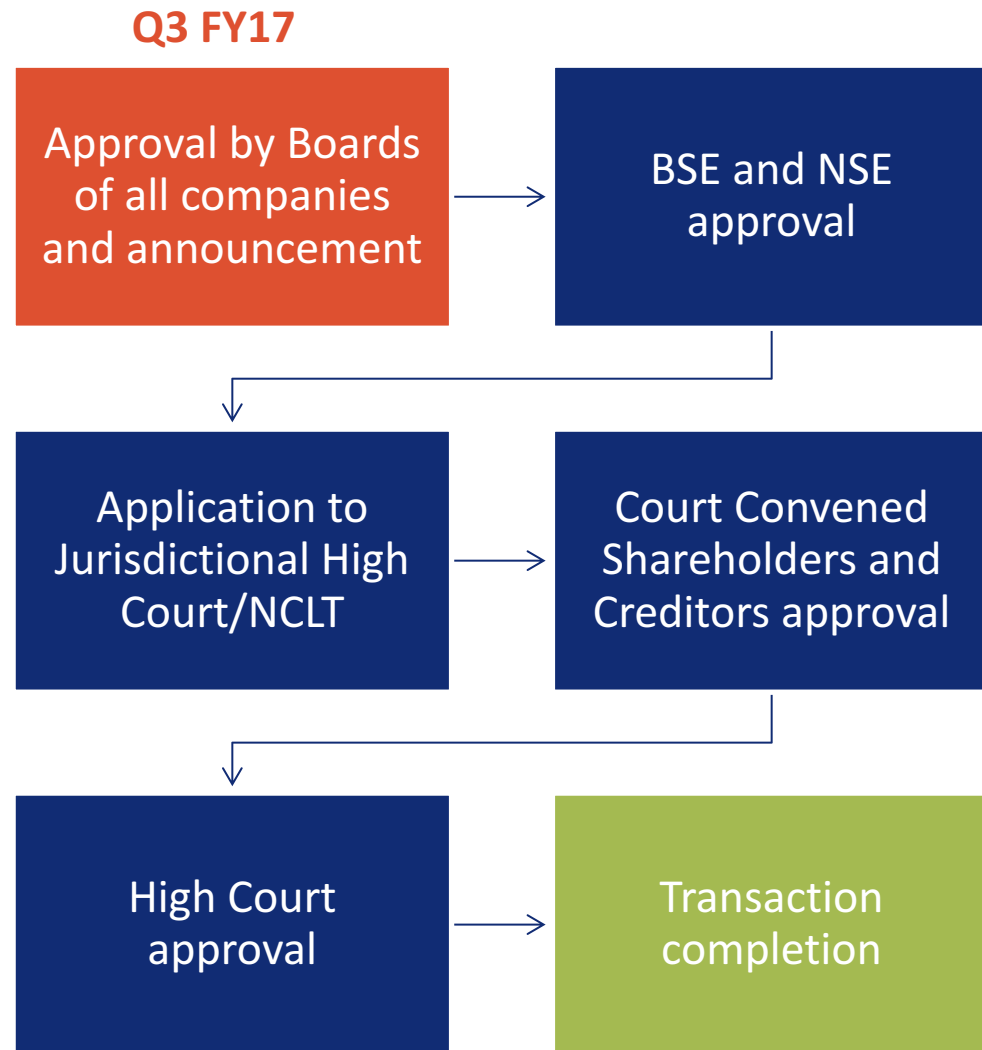 Q3 FY17
Approval by Boards
of all companies
and announcement
BSE and NSE
approval
Application to
Jurisdictional High
Court/NCLT
Court Convened
Shareholders and
Creditors approval
High Court
approval
Transaction
completion